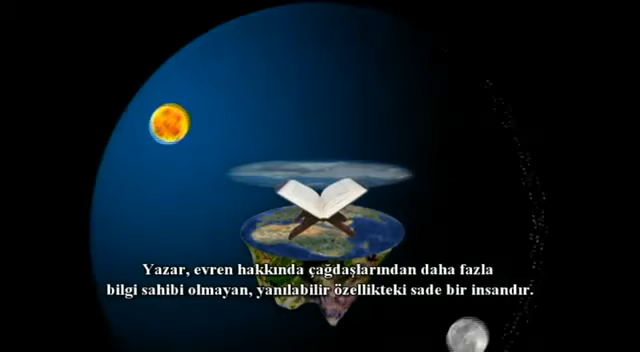 Yazar, evren hakkında çağdaşlarından daha fazla
bilgi sahibi olmayan, yanılabilir özellikteki sade bir insandır.